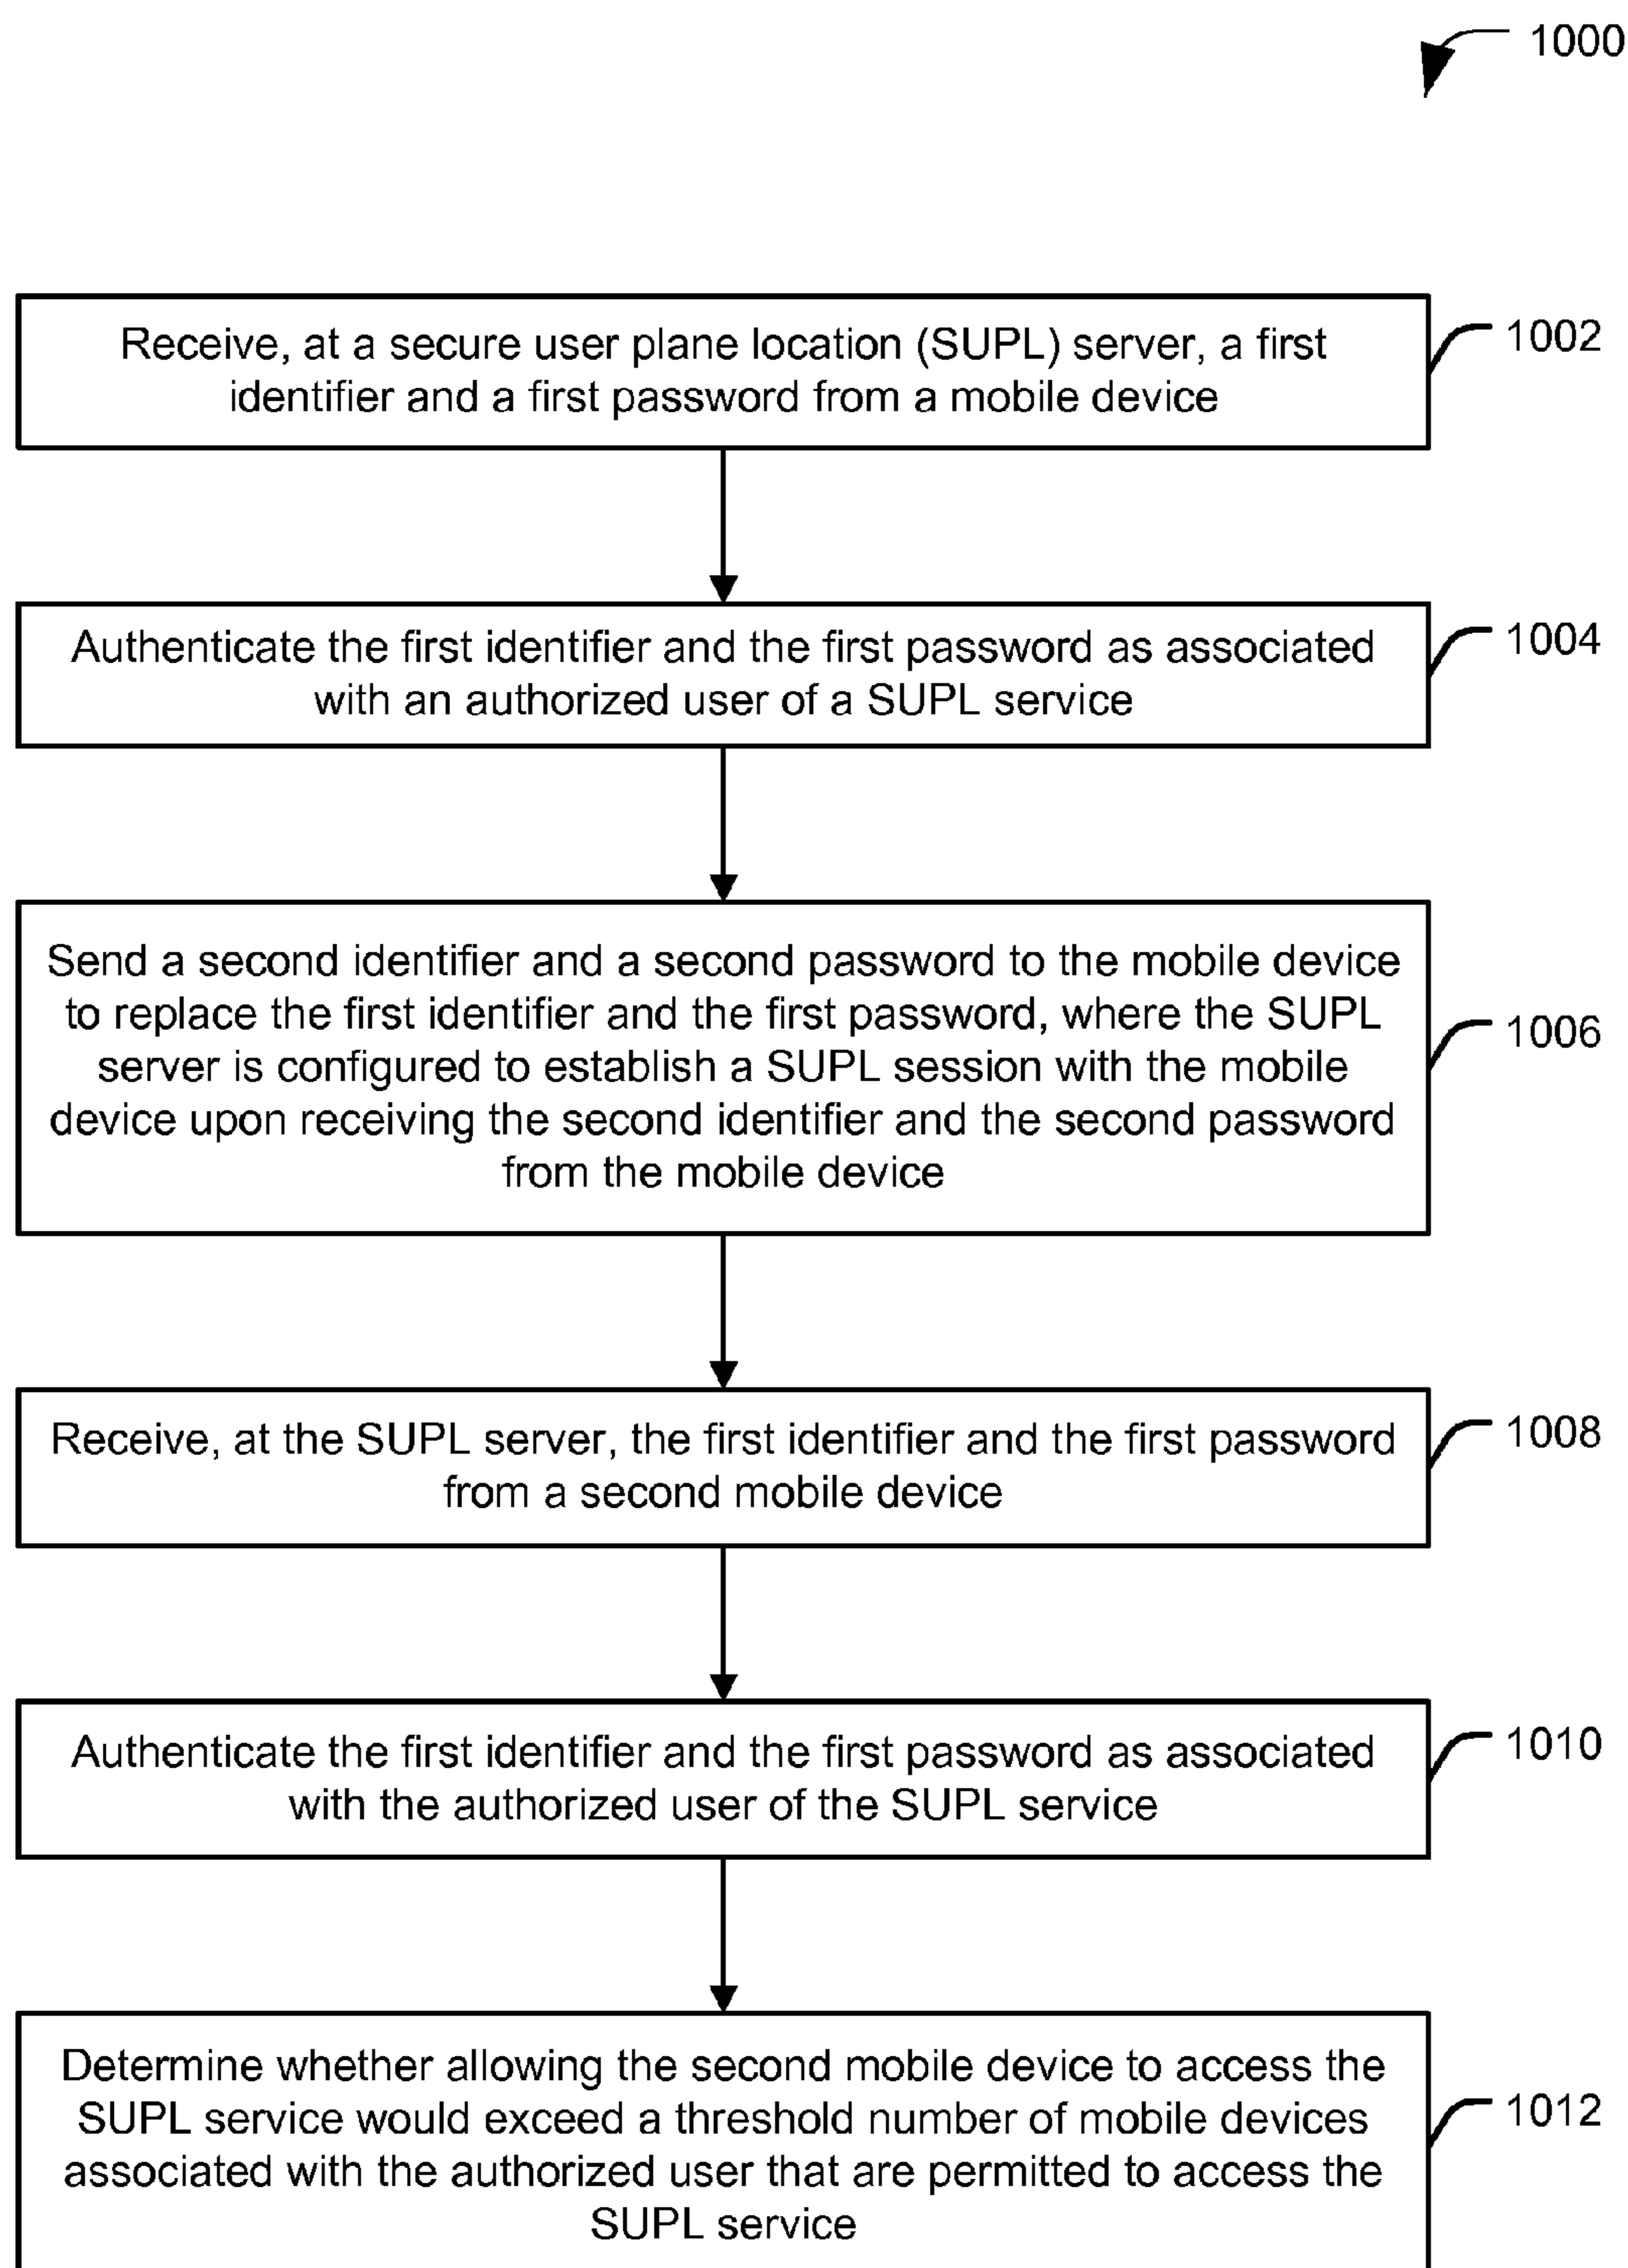 1000
Receive, at a secure user plane location (SUPL) server, a first
identifier and a first password from a mobile device
1002
Authenticate the first identifier and the first password as associated
with an authorized user of a SUPL service
1004
Send a second identifier and a second password to the mobile device
to replace the first identifier and the first password, where the SUPL
server is configured to establish a SUPL session with the mobile
device upon receiving the second identifier and the second password
from the mobile device
1006
Receive, at the SUPL server, the first identifier and the first password
from a second mobile device
1008
Authenticate the first identifier and the first password as associated
with the authorized user of the SUPL service
1010
Determine whether allowing the second mobile device to access the
SUPL service would exceed a threshold number of mobile devices
associated with the authorized user that are permitted to access the
SUPL service
1012